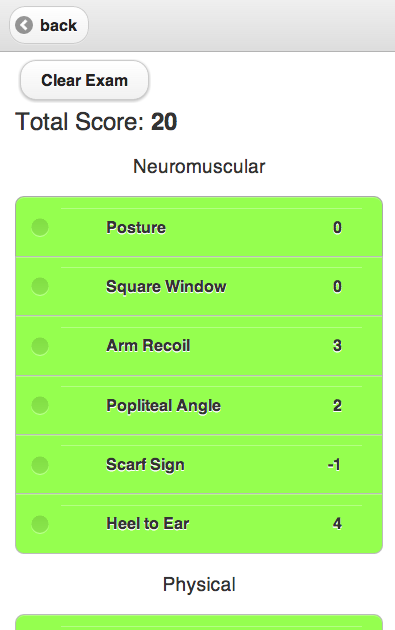 back
Clear Exam
Total Score: 20
Neuromuscular
Posture 0
Square Window 0
Arm Recoil 3
Popliteal Angle 2
Scarf Sign -1
Heel to Ear 4
Physical